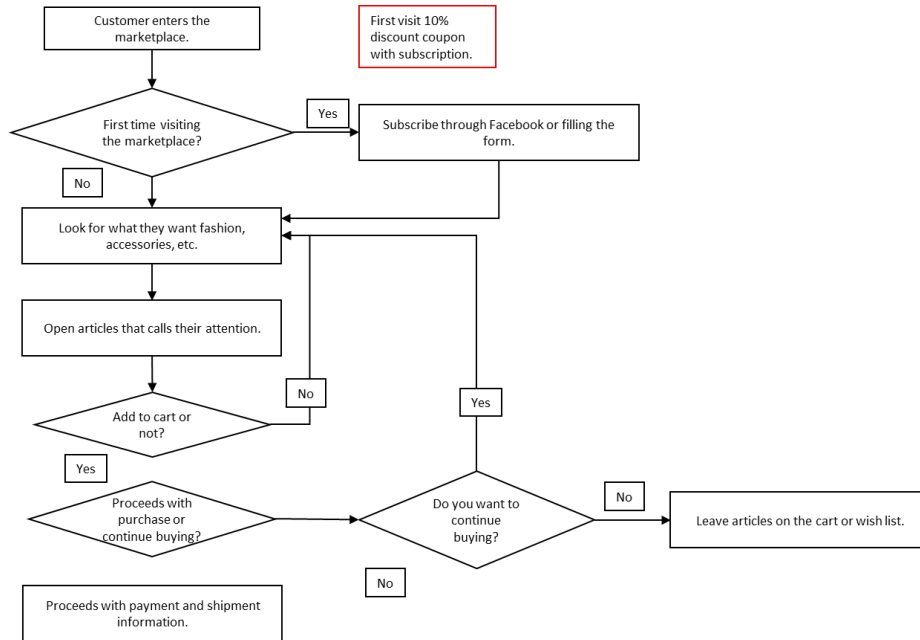 Customer enters the
marketplace.
First visit 10%
discount coupon
with subscription.
First time visiting
the marketplace?
Yes
Subscribe through Facebook or filling the
form.
No
Look for what they want fashion,
accessories, etc.
Open articles that calls their attention.
No
Add to cart or
not?
Yes
Yes
Proceeds with
purchase or
continue buying?
Do you want to
continue
buying?
No
Leave articles on the cart or wish list.
No
Proceeds with payment and shipment
information.